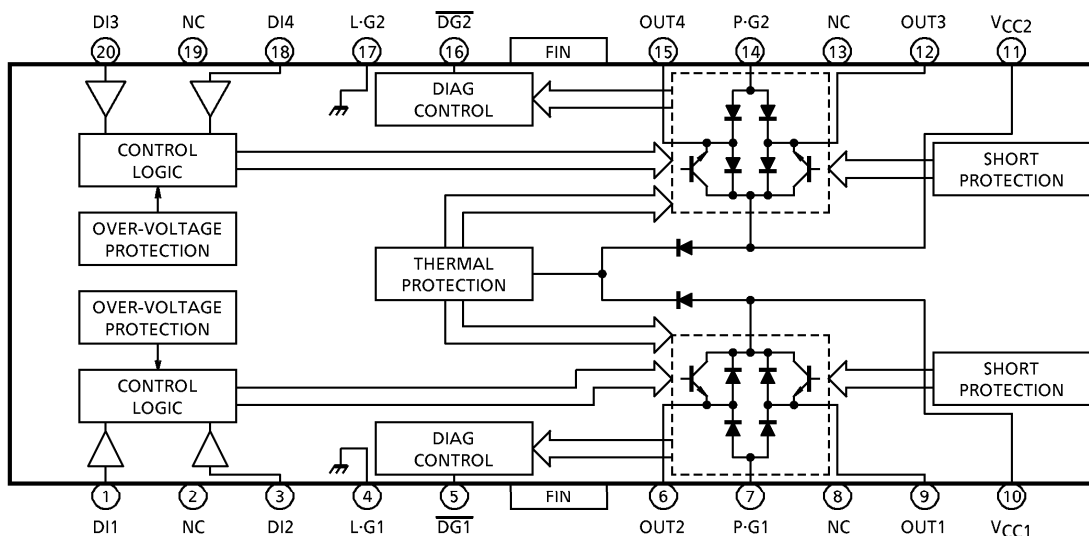 DI3 NC DI4 L·G2 DG2 OUT4 P·G2 NC OUT3 VCC2
20 19 18 17 16 FIN 15 14 13 12 11
DIAG
CONTROL
CONTROL
LOGIC
SHORT
PROTECTION
OVER-VOLTAGE
PROTECTION
THERMAL
PROTECTION
OVER-VOLTAGE
PROTECTION
CONTROL
LOGIC
SHORT
PROTECTION
DIAG
CONTROL
1 2 3 4 5 FIN 6 7 8 9 10
DI1 NC DI2 L·G1 DG1 OUT2 P·G1 NC OUT1 VCC1